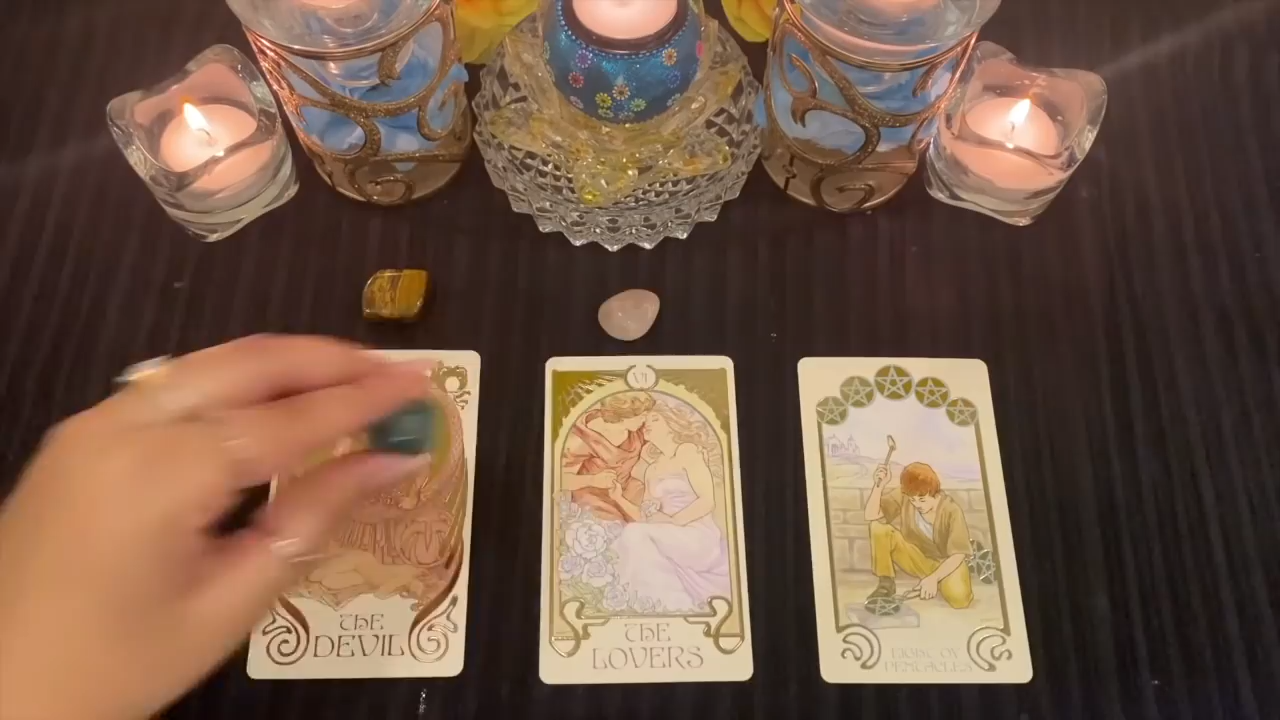 THE
DEVIL
VI
THE
LOVERS
EIGHT OF
PENTACLES